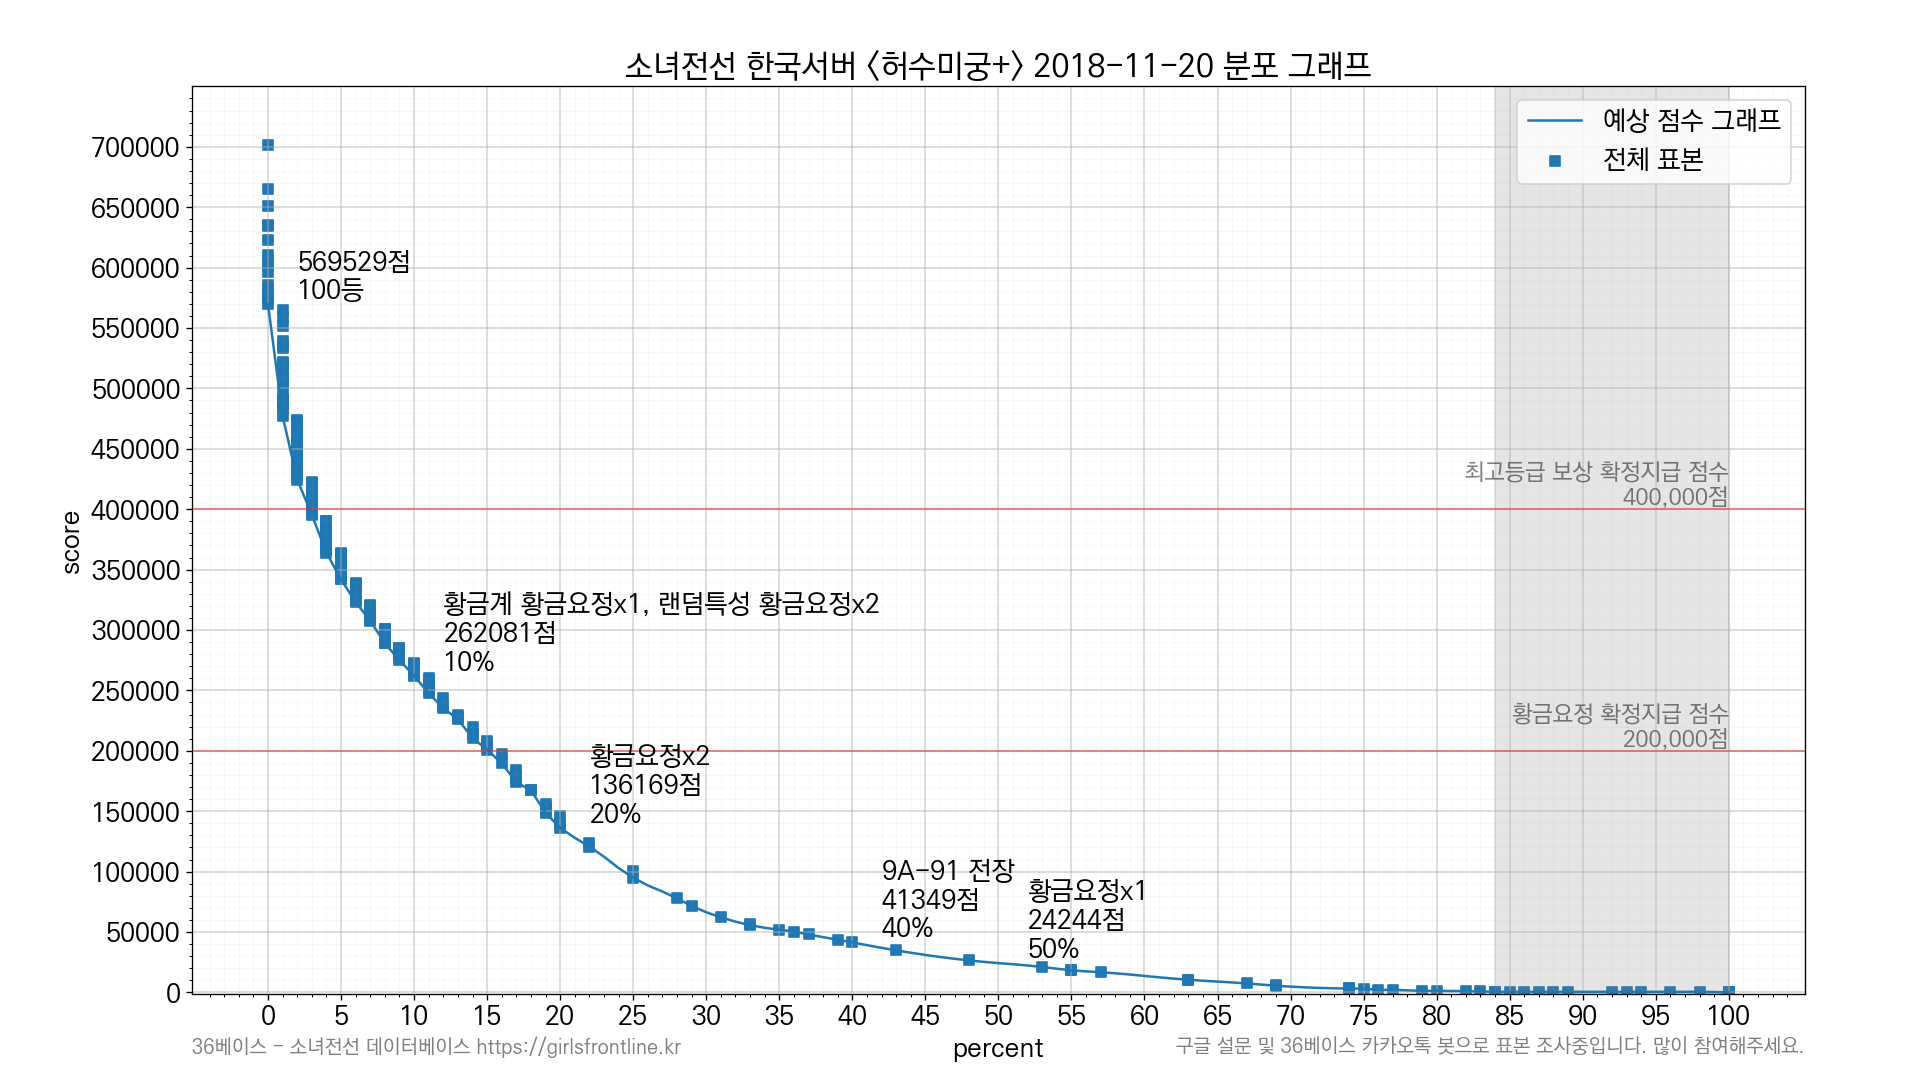 소녀전선 한국서버 〈허수미궁+〉 2018-11-20 분포 그래프
예상 점수 그래프
전체 표본
700000
650000
600000
550000
500000
450000
400000
350000
300000
250000
200000
150000
100000
50000
0
score
569529점
100등
최고등급 보상 확정지급 점수
400,000점
황금계 황금요정x1, 랜덤특성 황금요정x2
262081점
10%
황금요정 확정지급 점수
200,000점
황금요정x2
136169점
20%
9A-91 전장
41349점
40%
황금요정x1
24244점
50%
0 5 10 15 20 25 30 35 40 45 50 55 60 65 70 75 80 85 90 95 100
percent
36베이스 - 소녀전선 데이터베이스 https://girlsfrontline.kr
구글 설문 및 36베이스 카카오톡 봇으로 표본 조사중입니다. 많이 참여해주세요.